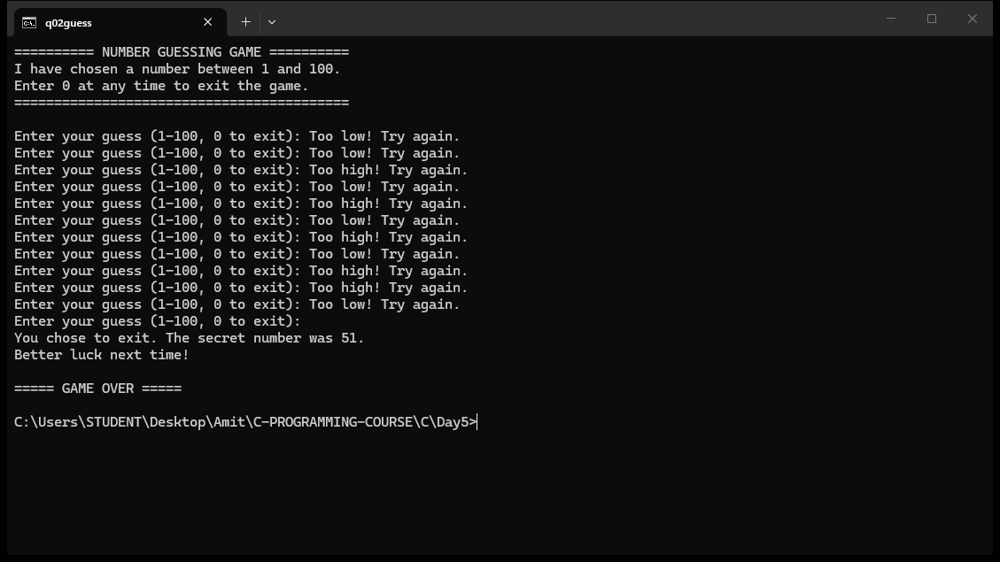 q02guess
========== NUMBER GUESSING GAME ==========
I have chosen a number between 1 and 100.
Enter 0 at any time to exit the game.
==========================================
Enter your guess (1-100, 0 to exit): Too low! Try again.
Enter your guess (1-100, 0 to exit): Too low! Try again.
Enter your guess (1-100, 0 to exit): Too high! Try again.
Enter your guess (1-100, 0 to exit): Too low! Try again.
Enter your guess (1-100, 0 to exit): Too high! Try again.
Enter your guess (1-100, 0 to exit): Too low! Try again.
Enter your guess (1-100, 0 to exit): Too high! Try again.
Enter your guess (1-100, 0 to exit): Too low! Try again.
Enter your guess (1-100, 0 to exit): Too high! Try again.
Enter your guess (1-100, 0 to exit): Too high! Try again.
Enter your guess (1-100, 0 to exit): Too low! Try again.
Enter your guess (1-100, 0 to exit):
You chose to exit. The secret number was 51.
Better luck next time!
===== GAME OVER =====
C:\Users\STUDENT\Desktop\Amit\C-PROGRAMMING-COURSE\C\Day5>